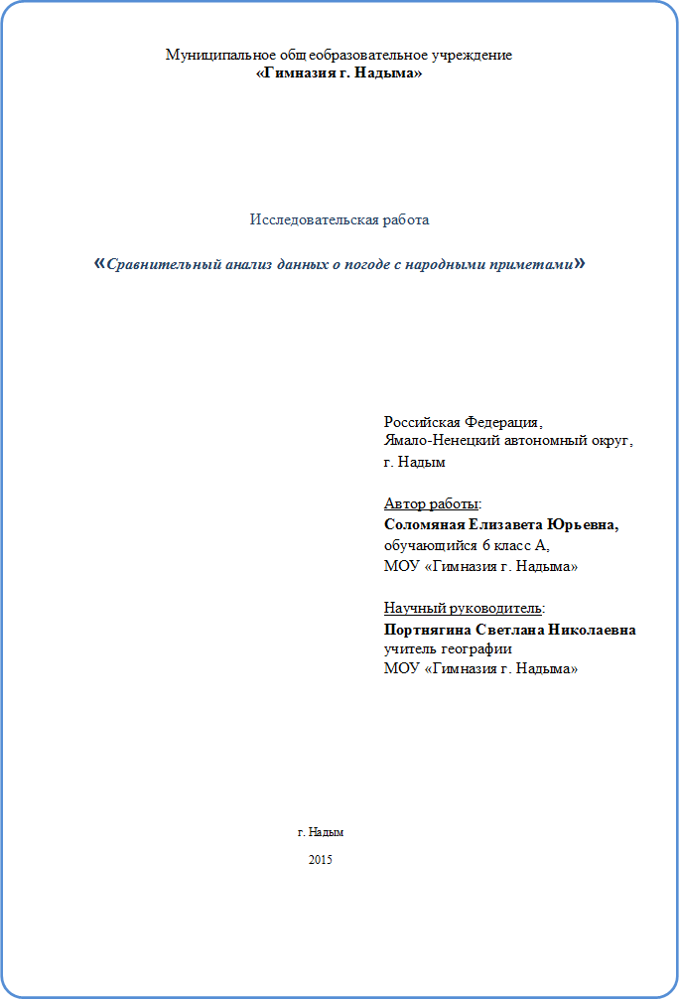 Муниципальное общеобразовательное учреждение
«Гимназия г. Надыма»
Исследовательская работа
«Сравнительный анализ данных о погоде с народными приметами»
Российская Федерация,
Ямало-Ненецкий автономный округ,
г. Надым
Автор работы:
Соломяная Елизавета Юрьевна,
обучающийся 6 класс А,
МОУ «Гимназия г. Надыма»
Научный руководитель:
Портнягина Светлана Николаевна
учитель географии
МОУ «Гимназия г. Надыма»
г. Надым
2015